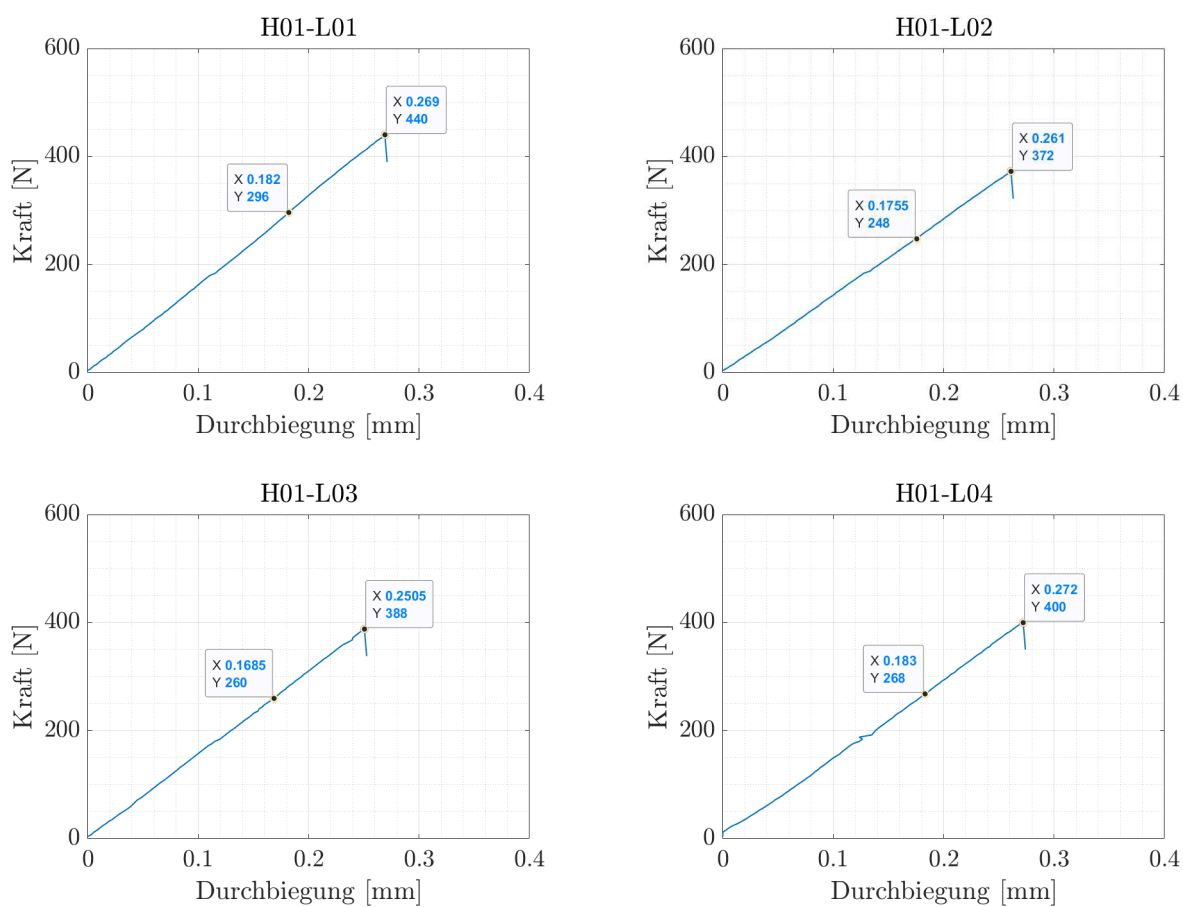 H01-L01
600
400
200
0
X 0.269
Y 440
X 0.182
Y 296
0 0.1 0.2 0.3 0.4
Kraft [N]
Durchbiegung [mm]
H01-L02
600
400
200
0
X 0.261
Y 372
X 0.1755
Y 248
0 0.1 0.2 0.3 0.4
Kraft [N]
Durchbiegung [mm]
H01-L03
600
400
200
0
X 0.2505
Y 388
X 0.1685
Y 260
0 0.1 0.2 0.3 0.4
Kraft [N]
Durchbiegung [mm]
H01-L04
600
400
200
0
X 0.272
Y 400
X 0.183
Y 268
0 0.1 0.2 0.3 0.4
Kraft [N]
Durchbiegung [mm]